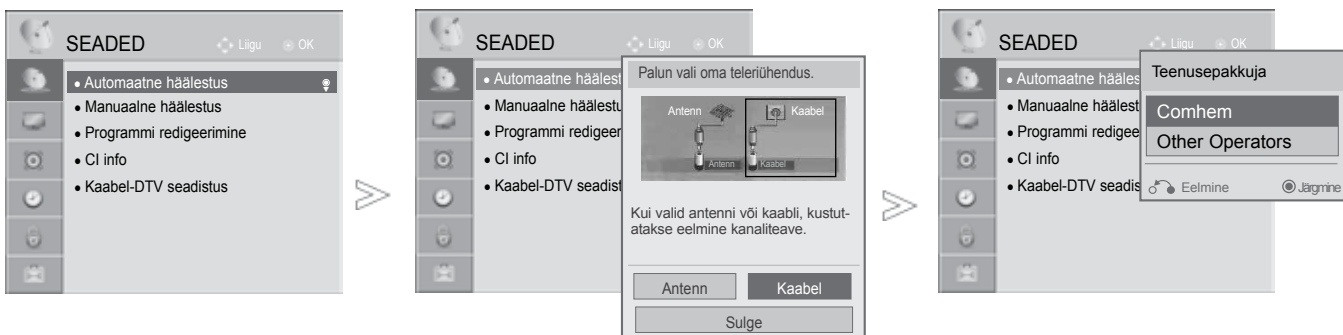 SEADED
Liigu OK
• Automaatne häälestus
• Manuaalne häälestus
• Programmi redigeerimine
• CI info
• Kaabel-DTV seadistus
SEADED
Liigu OK
• Automaatne häälest
• Manuaalne häälestu
• Programmi redigeer
• CI info
• Kaabel-DTV seadist
Palun vali oma teleriühendus.
Antenn Kaabel
Antenn Kaabel
Kui valid antenni või kaabli, kustut-
atakse eelmine kanaliteave.
Antenn Kaabel
Sulge
SEADED
Liigu OK
• Automaatne hääles
• Manuaalne häälest
• Programmi redigee
• CI info
• Kaabel-DTV seadis
Teenusepakkuja
Comhem
Other Operators
Eelmine Järgmine